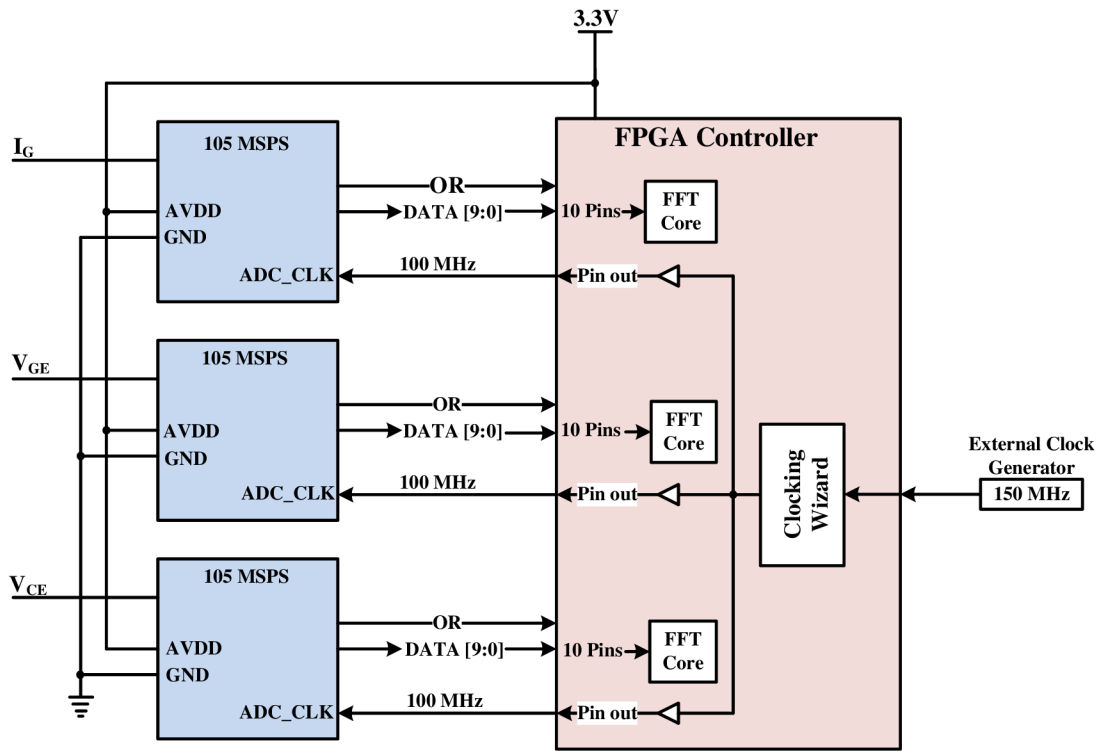 3.3V
FPGA Controller
I_G
105 MSPS
OR
FFT
Core
AVDD
DATA [9:0]
10 Pins
GND
ADC_CLK
100 MHz
Pin out
V_GE
105 MSPS
OR
FFT
Core
AVDD
DATA [9:0]
10 Pins
GND
ADC_CLK
100 MHz
Pin out
Clocking
Wizard
External Clock
Generator
150 MHz
V_CE
105 MSPS
OR
FFT
Core
AVDD
DATA [9:0]
10 Pins
GND
ADC_CLK
100 MHz
Pin out